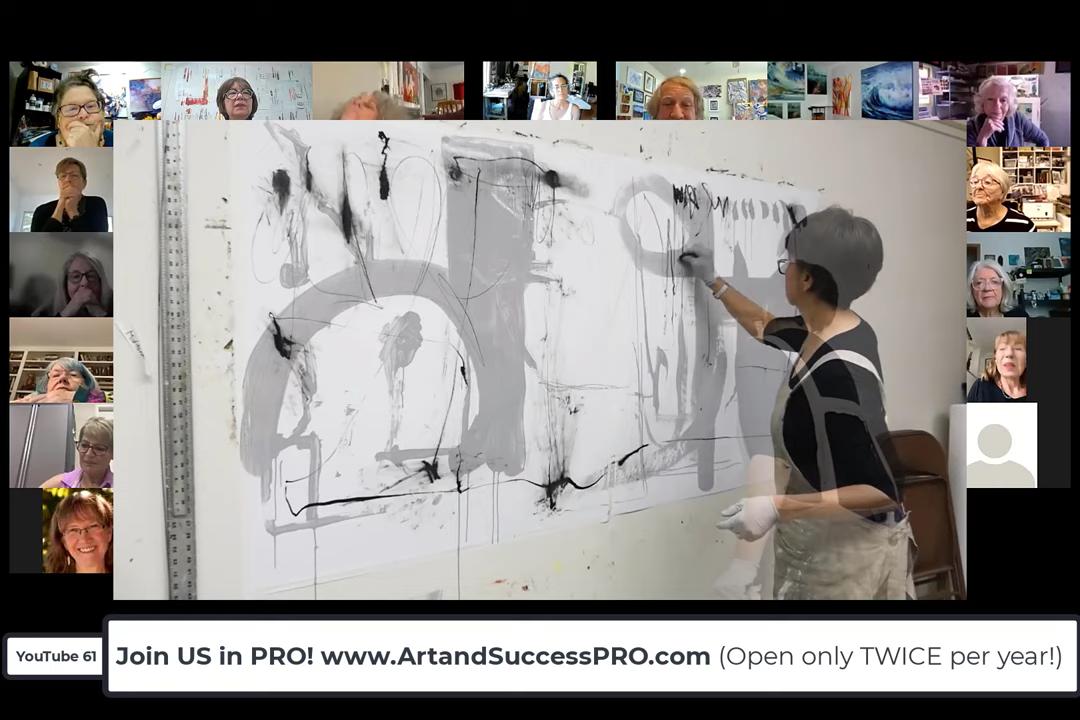 YouTube 61
Join US in PRO! www.ArtandSuccessPRO.com (Open only TWICE per year!)